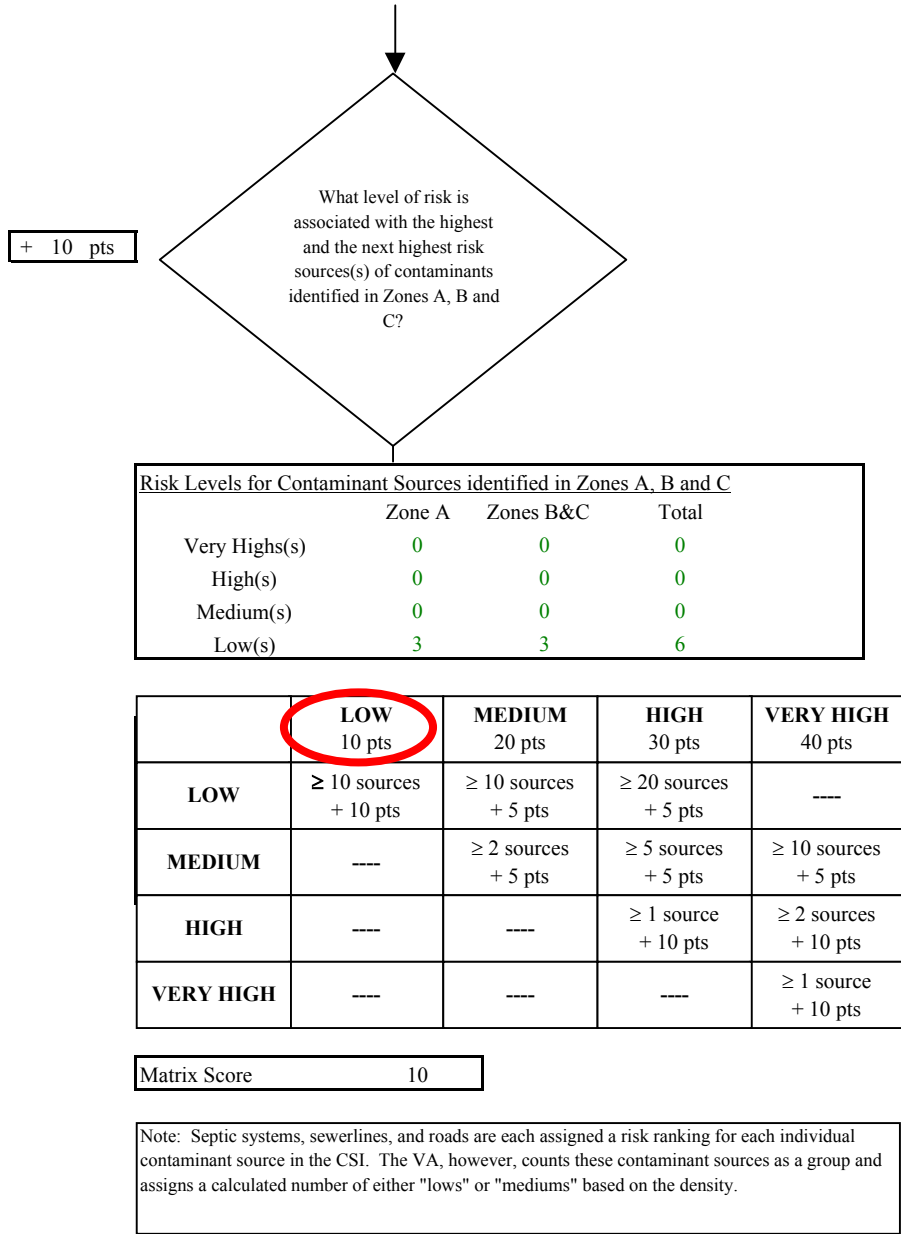 What level of risk is
associated with the highest
and the next highest risk
sources(s) of contaminants
identified in Zones A, B and
C?
+ 10 pts
Risk Levels for Contaminant Sources identified in Zones A, B and C
Zone A Zones B&C Total
Very Highs(s) 0 0 0
High(s) 0 0 0
Medium(s) 0 0 0
Low(s) 3 3 6
LOW MEDIUM HIGH VERY HIGH
10 pts 20 pts 30 pts 40 pts
LOW ≥ 10 sources ≥ 10 sources ≥ 20 sources ----
+ 10 pts + 5 pts + 5 pts
MEDIUM ---- ≥ 2 sources ≥ 5 sources ≥ 10 sources
+ 5 pts + 5 pts + 5 pts
HIGH ---- ---- ≥ 1 source ≥ 2 sources
+ 10 pts + 10 pts
VERY HIGH ---- ---- ---- ≥ 1 source
+ 10 pts
Matrix Score 10
Note: Septic systems, sewerlines, and roads are each assigned a risk ranking for each individual
contaminant source in the CSI. The VA, however, counts these contaminant sources as a group and
assigns a calculated number of either "lows" or "mediums" based on the density.